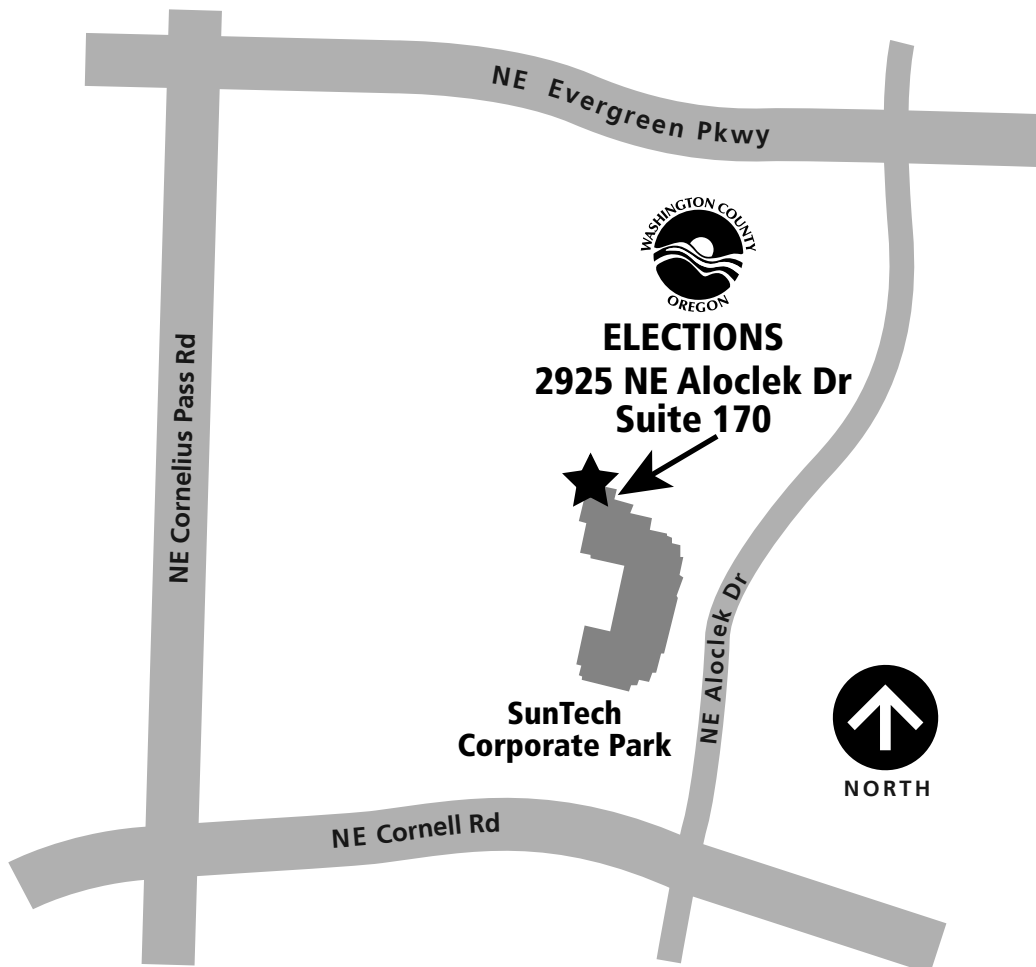 NE Evergreen Pkwy
WASHINGTON COUNTY
OREGON
ELECTIONS
2925 NE Aloclek Dr
Suite 170
NE Cornelius Pass Rd
NE Aloclek Dr
SunTech
Corporate Park
NORTH
NE Cornell Rd